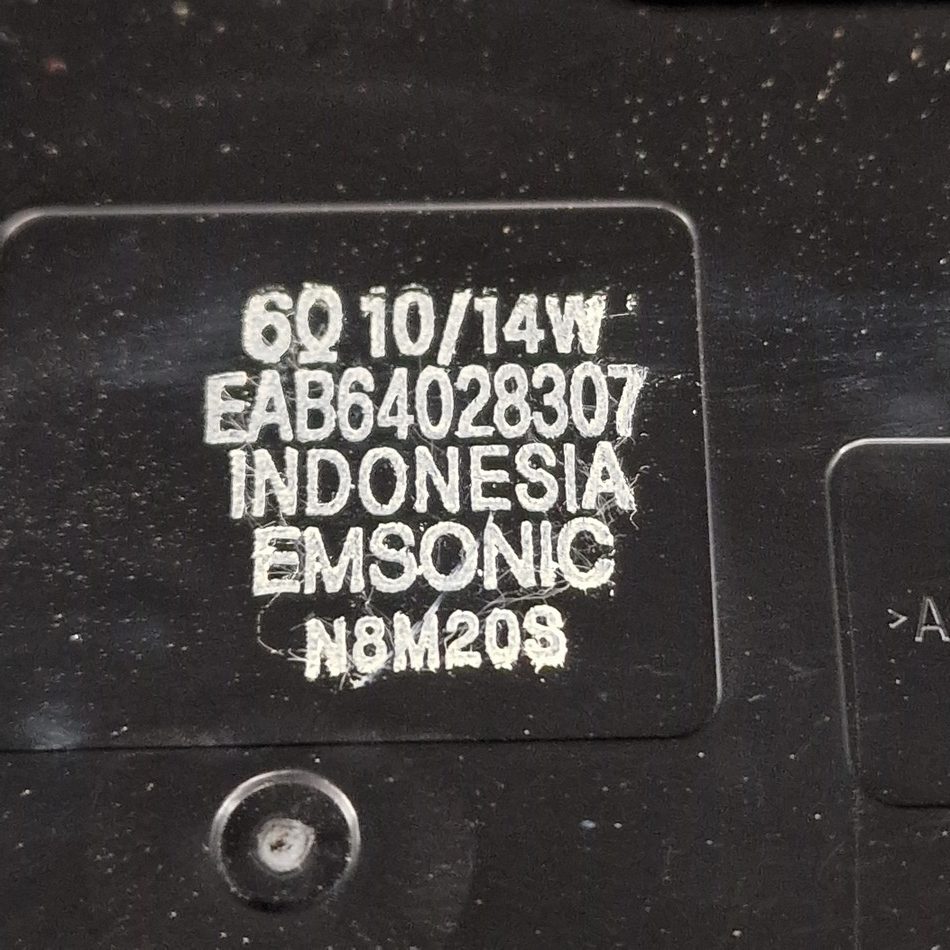 6Ω 10/14W
EAB64028307
INDONESIA
EMSONIC
N8M20S
>A